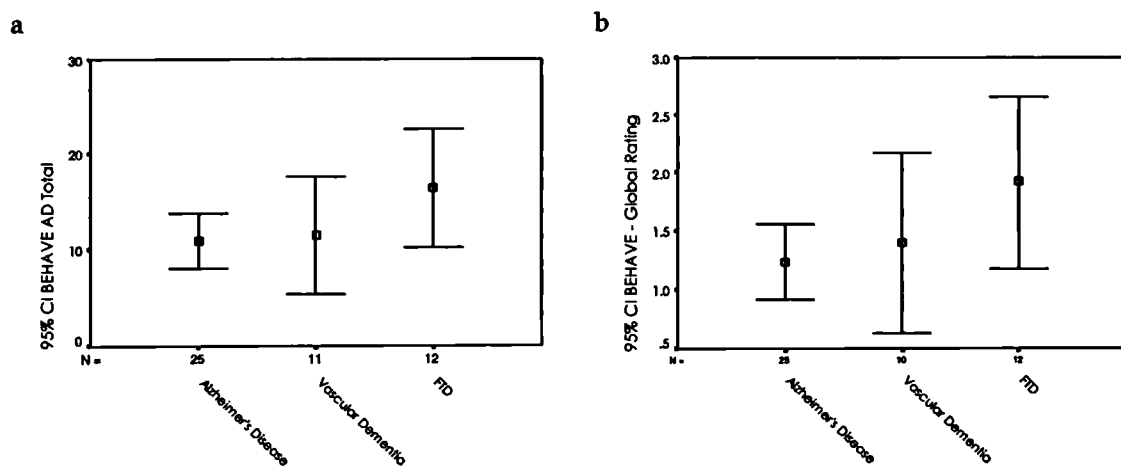 a
95% CI BEHAVE AD Total
30
20
10
0
N =
25
11
12
Alzheimer's Disease
Vascular Dementia
FTD
b
95% CI BEHAVE - Global Rating
3.0
2.5
2.0
1.5
1.0
.5
N =
25
10
12
Alzheimer's Disease
Vascular Dementia
FTD